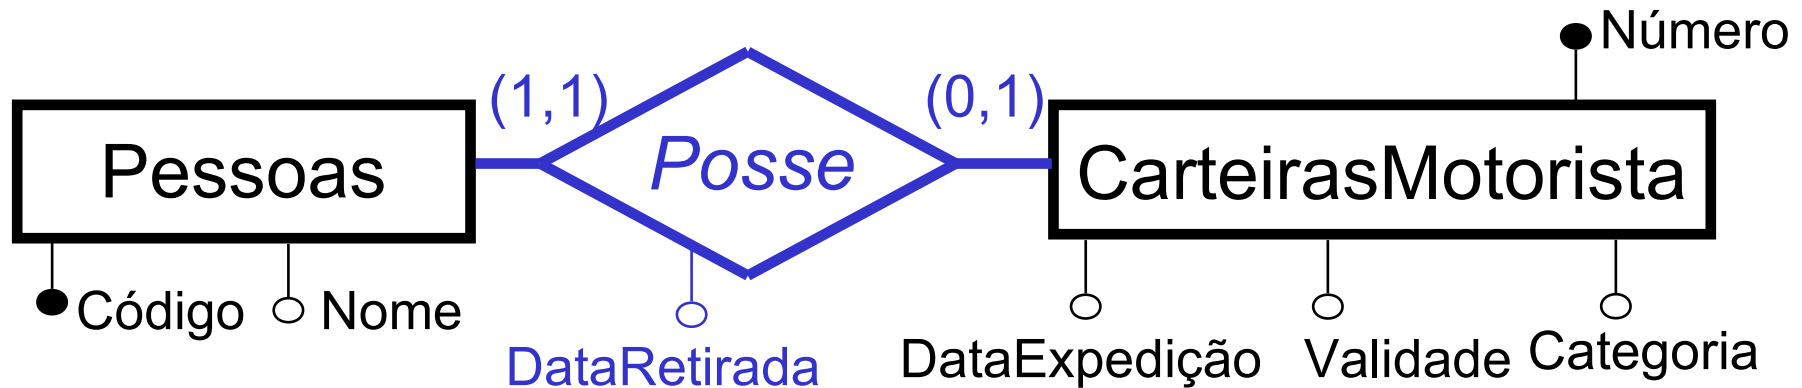 Número
(1,1)
(0,1)
Pessoas
Posse
CarteirasMotorista
Código
Nome
DataRetirada
DataExpedição
Validade
Categoria